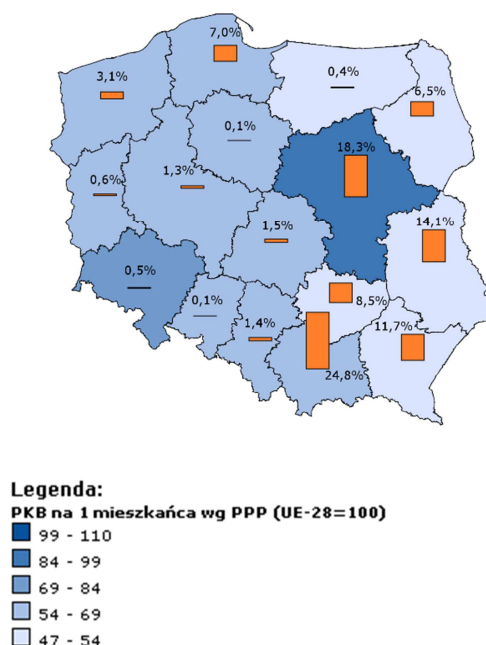 7,0%
3,1%
0,4%
6,5%
0,1%
18,3%
0,6%
1,3%
1,5%
14,1%
0,5%
0,1%
1,4%
8,5%
11,7%
24,8%
Legenda:
PKB na 1 mieszkańca wg PPP (UE-28=100)
99 - 110
84 - 99
69 - 84
54 - 69
47 - 54